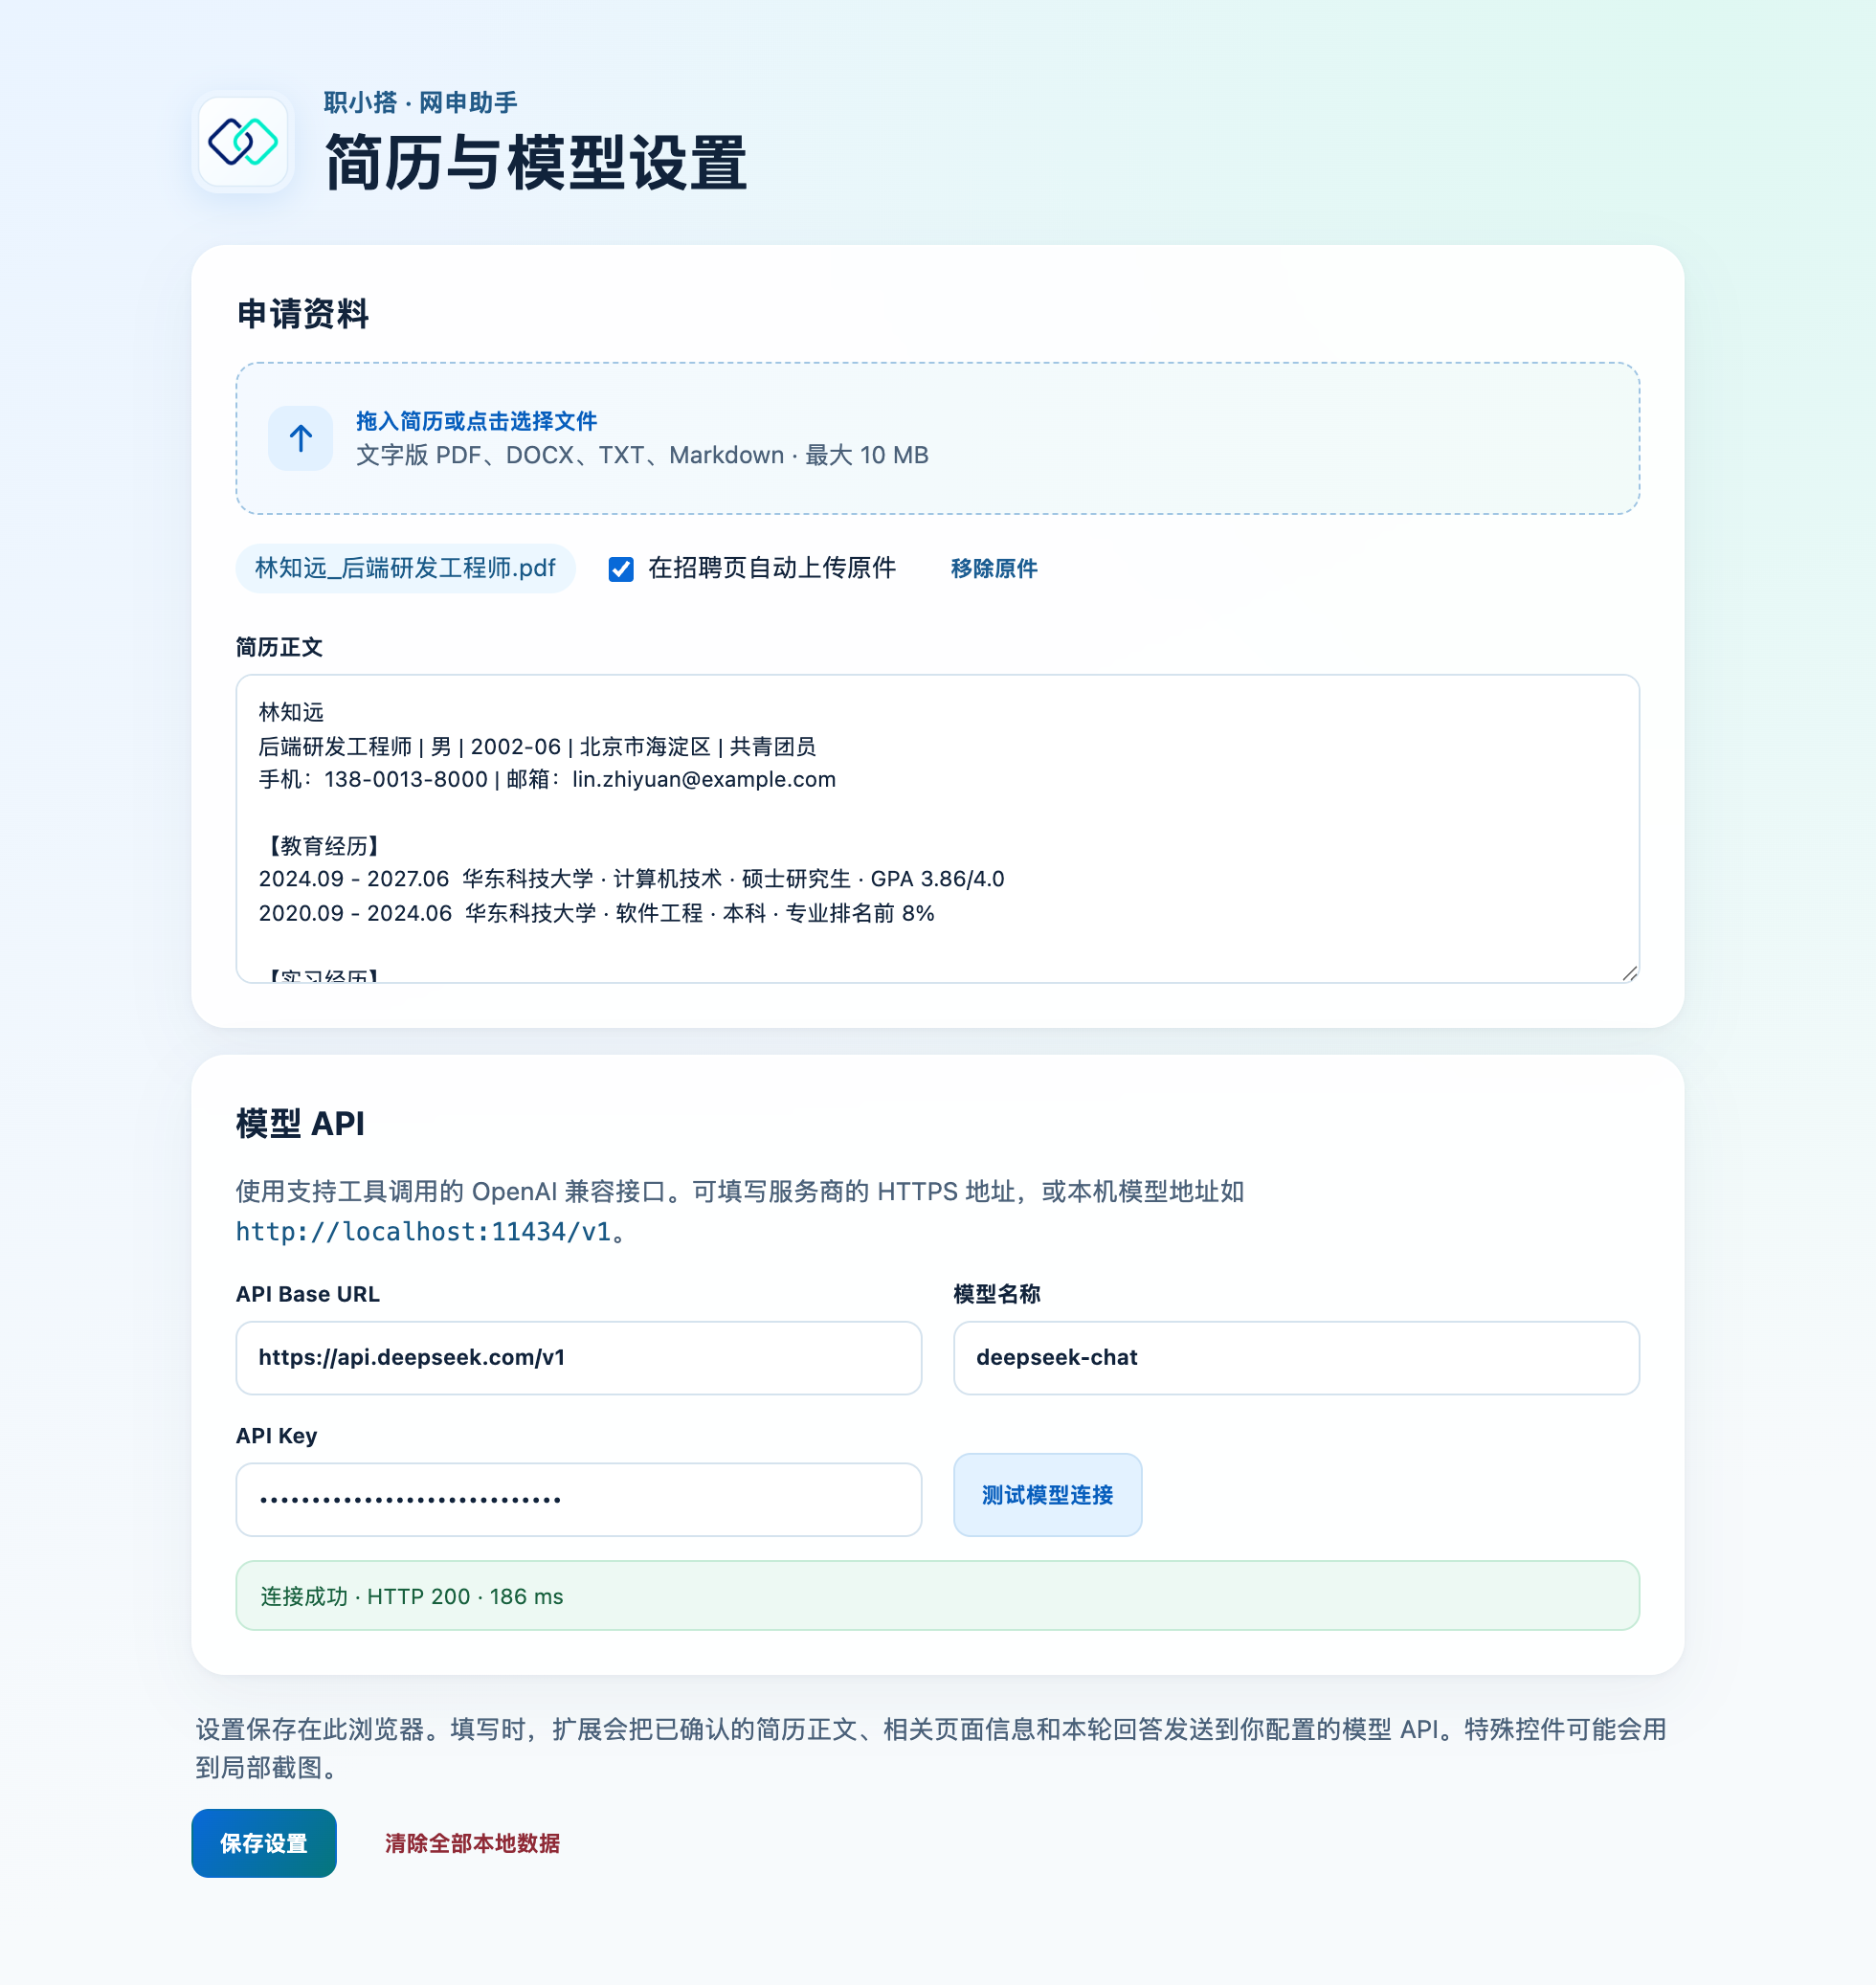 职小搭 · 网申助手
简历与模型设置
申请资料
拖入简历或点击选择文件
文字版 PDF、DOCX、TXT、Markdown · 最大 10 MB
林知远_后端研发工程师.pdf
在招聘页自动上传原件
移除原件
简历正文
林知远
后端研发工程师 | 男 | 2002-06 | 北京市海淀区 | 共青团员
手机：138-0013-8000 | 邮箱：lin.zhiyuan@example.com
【教育经历】
2024.09 - 2027.06  华东科技大学 · 计算机技术 · 硕士研究生 · GPA 3.86/4.0
2020.09 - 2024.06  华东科技大学 · 软件工程 · 本科 · 专业排名前 8%
【实习经历】
模型 API
使用支持工具调用的 OpenAI 兼容接口。可填写服务商的 HTTPS 地址，或本机模型地址如
http://localhost:11434/v1。
API Base URL
模型名称
https://api.deepseek.com/v1
deepseek-chat
API Key
测试模型连接
连接成功 · HTTP 200 · 186 ms
设置保存在此浏览器。填写时，扩展会把已确认的简历正文、相关页面信息和本轮回答发送到你配置的模型 API。特殊控件可能会用
到局部截图。
保存设置
清除全部本地数据